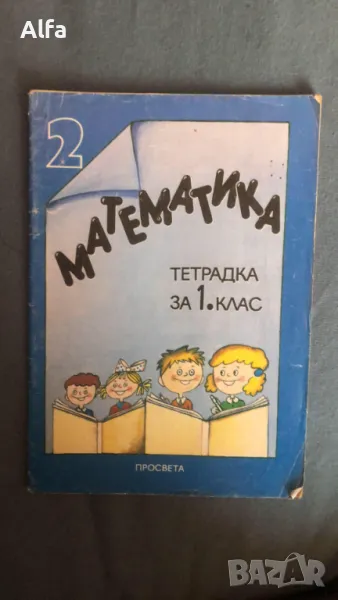 Alfa
2
МАТЕМАТИКА
ТЕТРАДКА
ЗА 1. КЛАС
ПРОСВЕТА
BAZAR